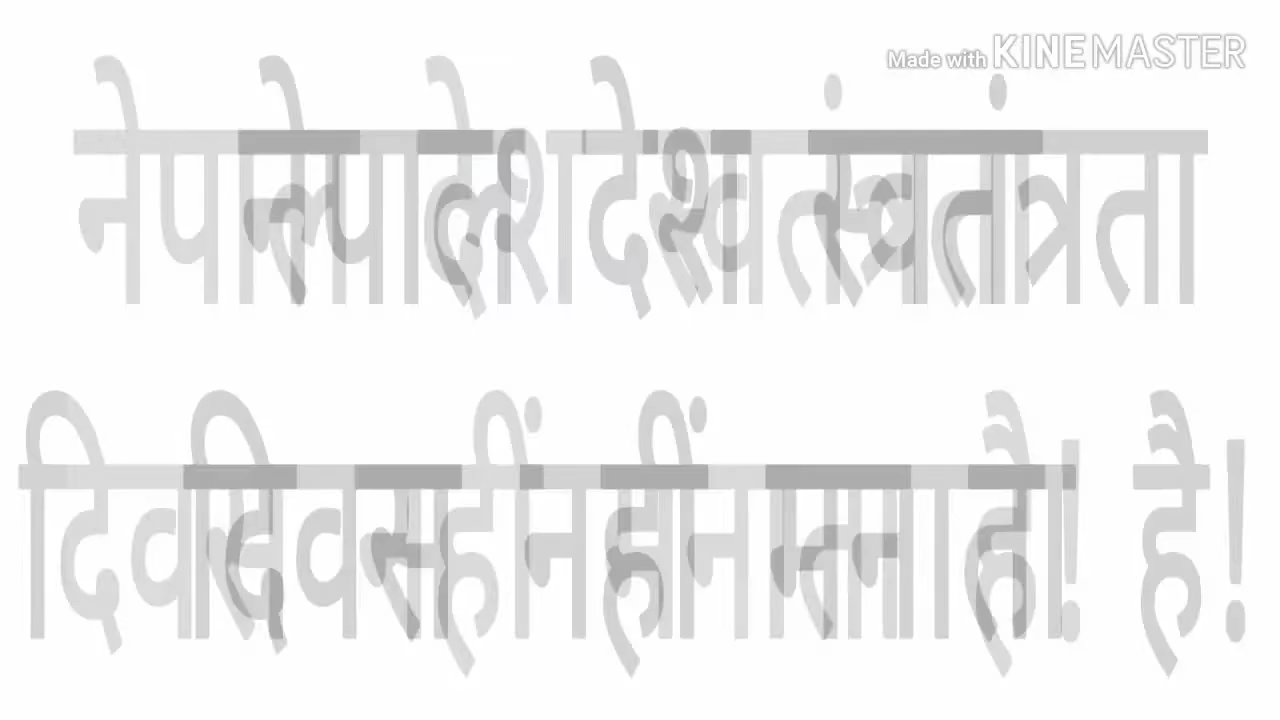 नेपाल देश स्वतंत्रता
दिवस नहीं मनाता है!
Made with KINEMASTER